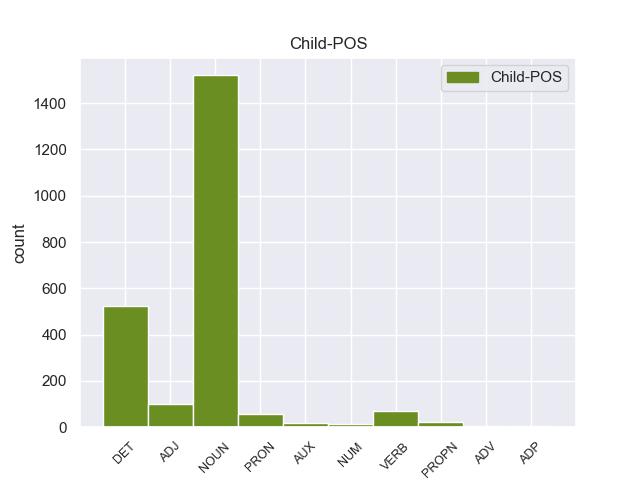 Child-POS
Child-POS
count
1400
1200
1000
800
600
400
200
0
DET ADJ NOUN PRON AUX NUM VERB PROPN ADV ADP